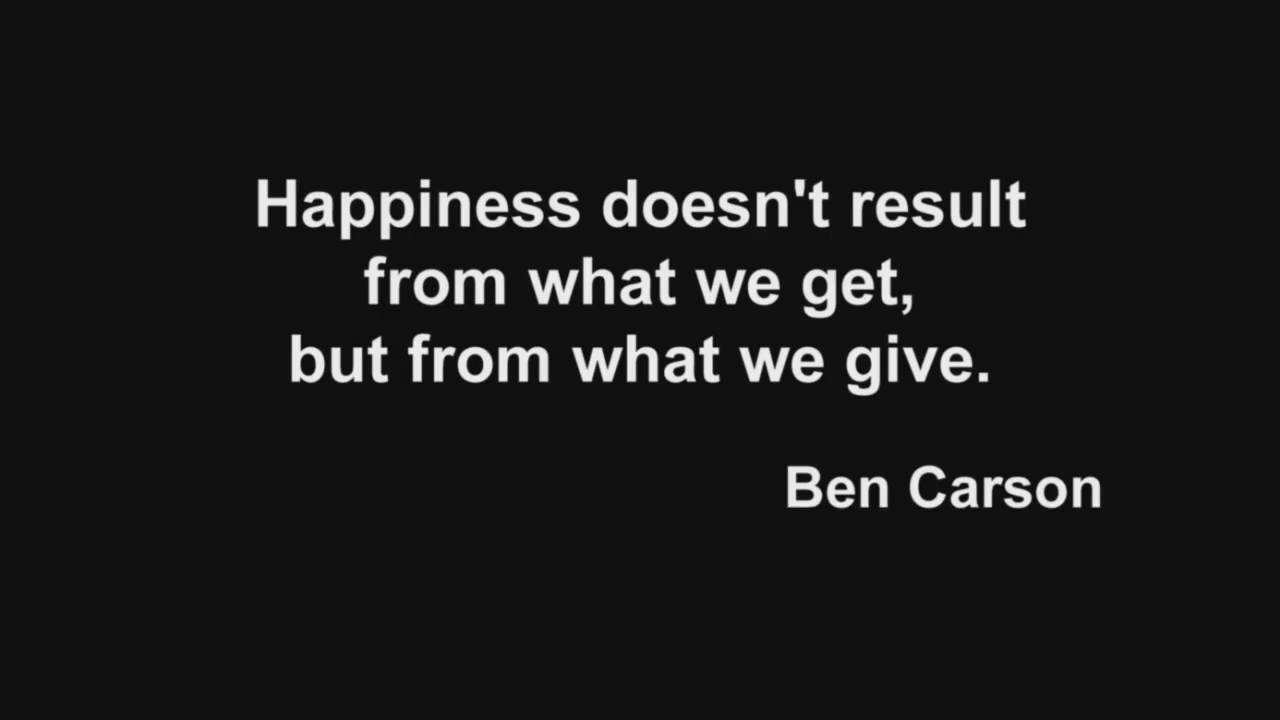 Happiness doesn't result
from what we get,
but from what we give.
Ben Carson